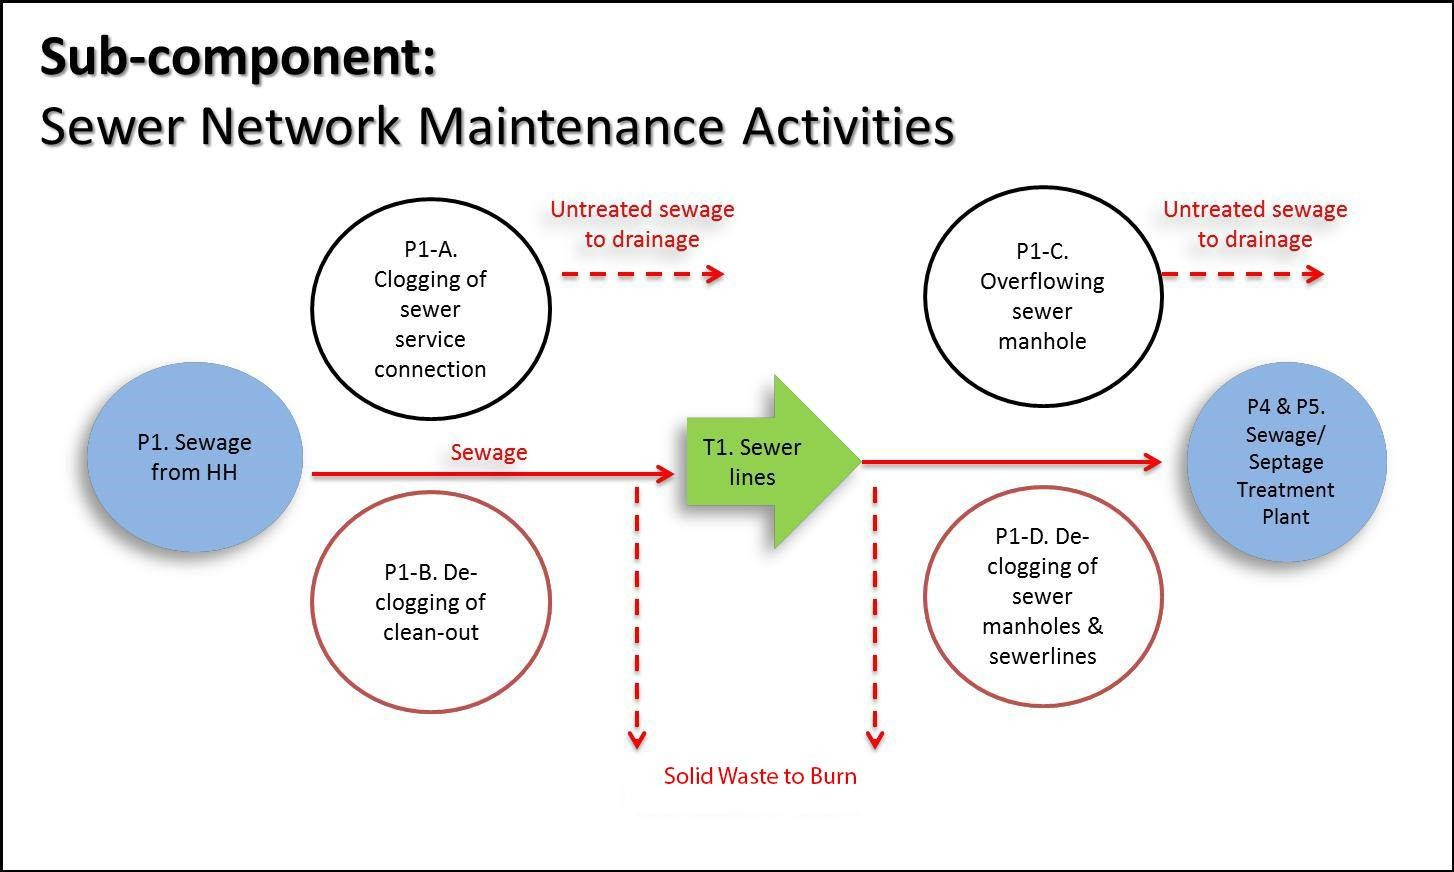 Sub-component:
Sewer Network Maintenance Activities
P1-A.
Clogging of
sewer
service
connection
Untreated sewage
to drainage
P1-C.
Overflowing
sewer
manhole
Untreated sewage
to drainage
P1. Sewage
from HH
Sewage
T1. Sewer
lines
P4 & P5.
Sewage/
Septage
Treatment
Plant
P1-B. De-
clogging of
clean-out
P1-D. De-
clogging of
sewer
manholes &
sewerlines
Solid Waste to Burn